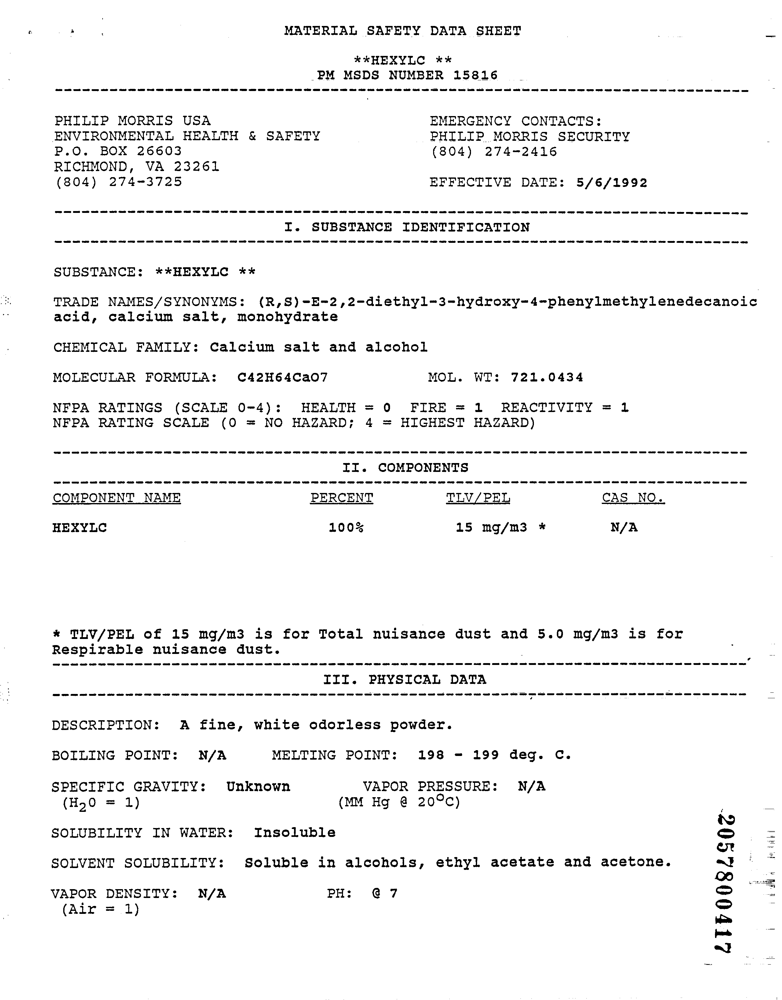 MATERIAL SAFETY DATA SHEET
**HEXYLC **
PM MSDS NUMBER 15816
PHILIP MORRIS USA
ENVIRONMENTAL HEALTH & SAFETY
P.O. BOX 26603
RICHMOND, VA 23261
(804) 274-3725
EMERGENCY CONTACTS:
PHILIP MORRIS SECURITY
(804) 274-2416
EFFECTIVE DATE: 5/6/1992
I. SUBSTANCE IDENTIFICATION
SUBSTANCE: **HEXYLC **
TRADE NAMES/SYNONYMS: (R,S)-E-2,2-diethyl-3-hydroxy-4-phenylmethylenedecanoic
acid, calcium salt, monohydrate
CHEMICAL FAMILY: Calcium salt and alcohol
MOLECULAR FORMULA: C42H64CaO7 MOL. WT: 721.0434
NFPA RATINGS (SCALE 0-4): HEALTH = 0 FIRE = 1 REACTIVITY = 1
NFPA RATING SCALE (0 = NO HAZARD; 4 = HIGHEST HAZARD)
II. COMPONENTS
COMPONENT NAME PERCENT TLV/PEL CAS NO.
HEXYLC 100% 15 mg/m3 * N/A
* TLV/PEL of 15 mg/m3 is for Total nuisance dust and 5.0 mg/m3 is for
Respirable nuisance dust.
III. PHYSICAL DATA
DESCRIPTION: A fine, white odorless powder.
BOILING POINT: N/A MELTING POINT: 198 - 199 deg. C.
SPECIFIC GRAVITY: Unknown VAPOR PRESSURE: N/A
(H2O = 1) (MM Hg @ 20°C)
SOLUBILITY IN WATER: Insoluble
SOLVENT SOLUBILITY: Soluble in alcohols, ethyl acetate and acetone.
VAPOR DENSITY: N/A PH: @ 7
(Air = 1)
2057800417